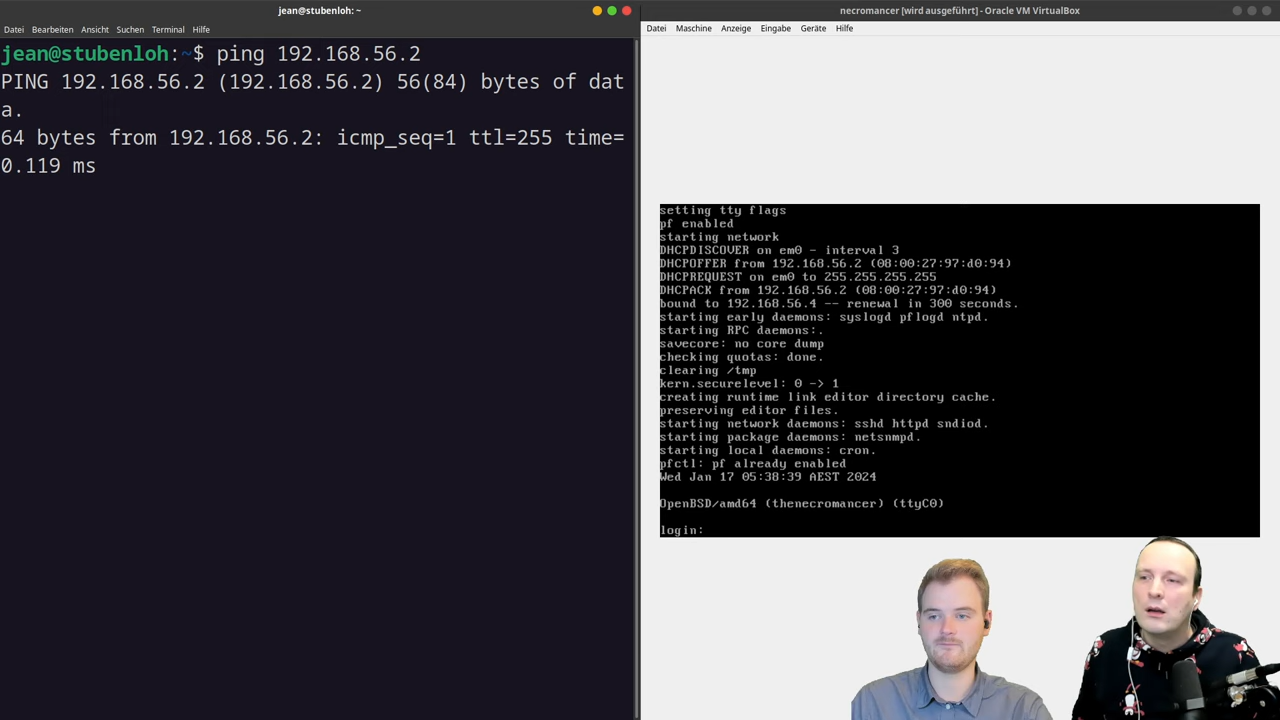 jean@stubenloh: ~
Datei Bearbeiten Ansicht Suchen Terminal Hilfe
jean@stubenloh:~$ ping 192.168.56.2
PING 192.168.56.2 (192.168.56.2) 56(84) bytes of dat
a.
64 bytes from 192.168.56.2: icmp_seq=1 ttl=255 time=
0.119 ms
necromancer [wird ausgeführt] - Oracle VM VirtualBox
Datei Maschine Anzeige Eingabe Geräte Hilfe
setting tty flags
pf enabled
starting network
DHCPDISCOVER on em0 - interval 3
DHCPOFFER from 192.168.56.2 (08:00:27:97:d0:94)
DHCPREQUEST on em0 to 255.255.255.255
DHCPACK from 192.168.56.2 (08:00:27:97:d0:94)
bound to 192.168.56.4 -- renewal in 300 seconds.
starting early daemons: syslogd pflogd ntpd.
starting RPC daemons:.
savecore: no core dump
checking quotas: done.
clearing /tmp
kern.securelevel: 0 -> 1
creating runtime link editor directory cache.
preserving editor files.
starting network daemons: sshd httpd sndiod.
starting package daemons: netsnmpd.
starting local daemons: cron.
pfctl: pf already enabled
Wed Jan 17 05:38:39 AEST 2024
OpenBSD/amd64 (thenecromancer) (ttyC0)
login: